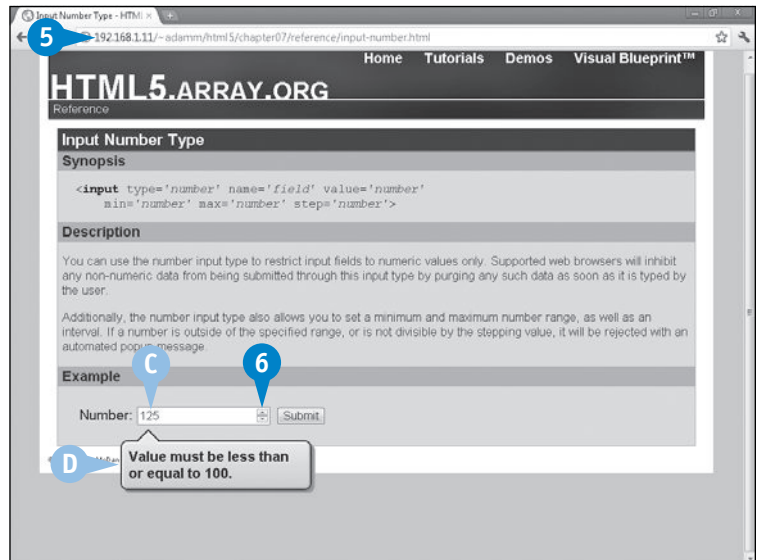 Input Number Type - HTM
5
192.168.1.11/~adamm/html5/chapter07/reference/input-number.html
Home Tutorials Demos Visual Blueprint™
HTML5.ARRAY.ORG
Reference
Input Number Type
Synopsis
<input type='number' name='field' value='number'
min='number' max='number' step='number'>
Description
You can use the number input type to restrict input fields to numeric values only. Supported web browsers will inhibit
any non-numeric data from being submitted through this input type by purging any such data as soon as it is typed by
the user.
Additionally, the number input type also allows you to set a minimum and maximum number range, as well as an
interval. If a number is outside of the specified range, or is not divisible by the stepping value, it will be rejected with an
automated popup message.
C
6
Example
Number: 125 Submit
D
Value must be less than
or equal to 100.